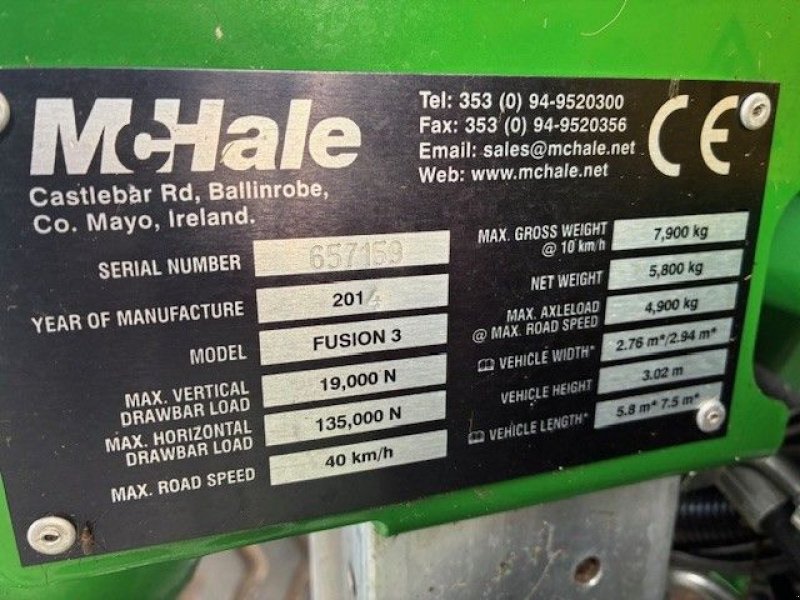 McHale
Castlebar Rd, Ballinrobe,
Co. Mayo, Ireland.
Tel: 353 (0) 94-9520300
Fax: 353 (0) 94-9520356
Email: sales@mchale.net
Web: www.mchale.net
CE
SERIAL NUMBER 657159
YEAR OF MANUFACTURE 2014
MODEL FUSION 3
MAX. VERTICAL
DRAWBAR LOAD 19,000 N
MAX. HORIZONTAL
DRAWBAR LOAD 135,000 N
MAX. ROAD SPEED 40 km/h
MAX. GROSS WEIGHT
@ 10 km/h 7,900 kg
NET WEIGHT 5,800 kg
MAX. AXLELOAD
@ MAX. ROAD SPEED 4,900 kg
VEHICLE WIDTH* 2.76 m*/2.94 m*
VEHICLE HEIGHT 3.02 m
VEHICLE LENGTH* 5.8 m* 7.5 m*